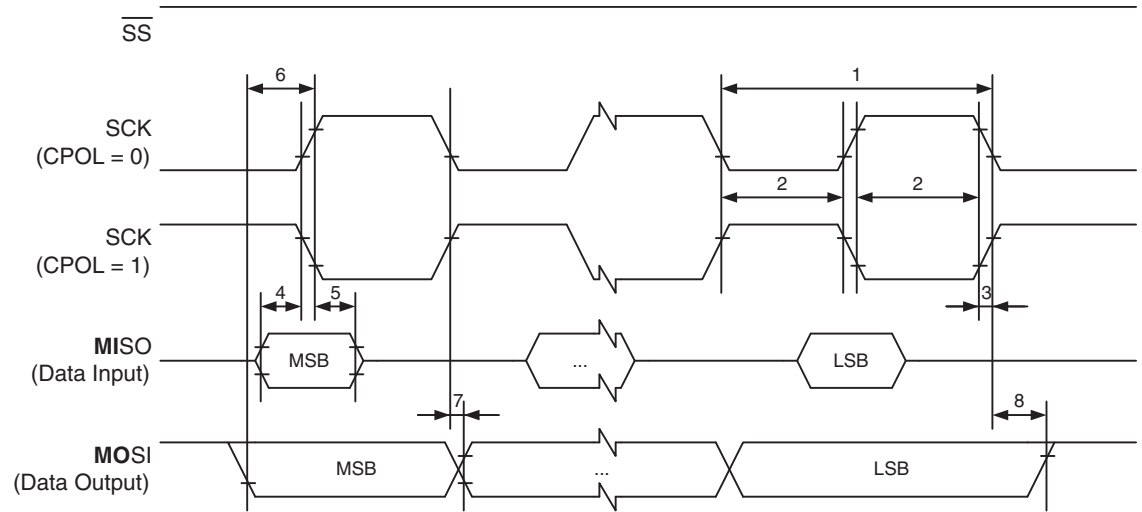 SS
6
1
SCK
(CPOL = 0)
2
2
SCK
(CPOL = 1)
4
5
3
MISO
(Data Input)
MSB
...
LSB
7
8
MOSI
(Data Output)
MSB
...
LSB